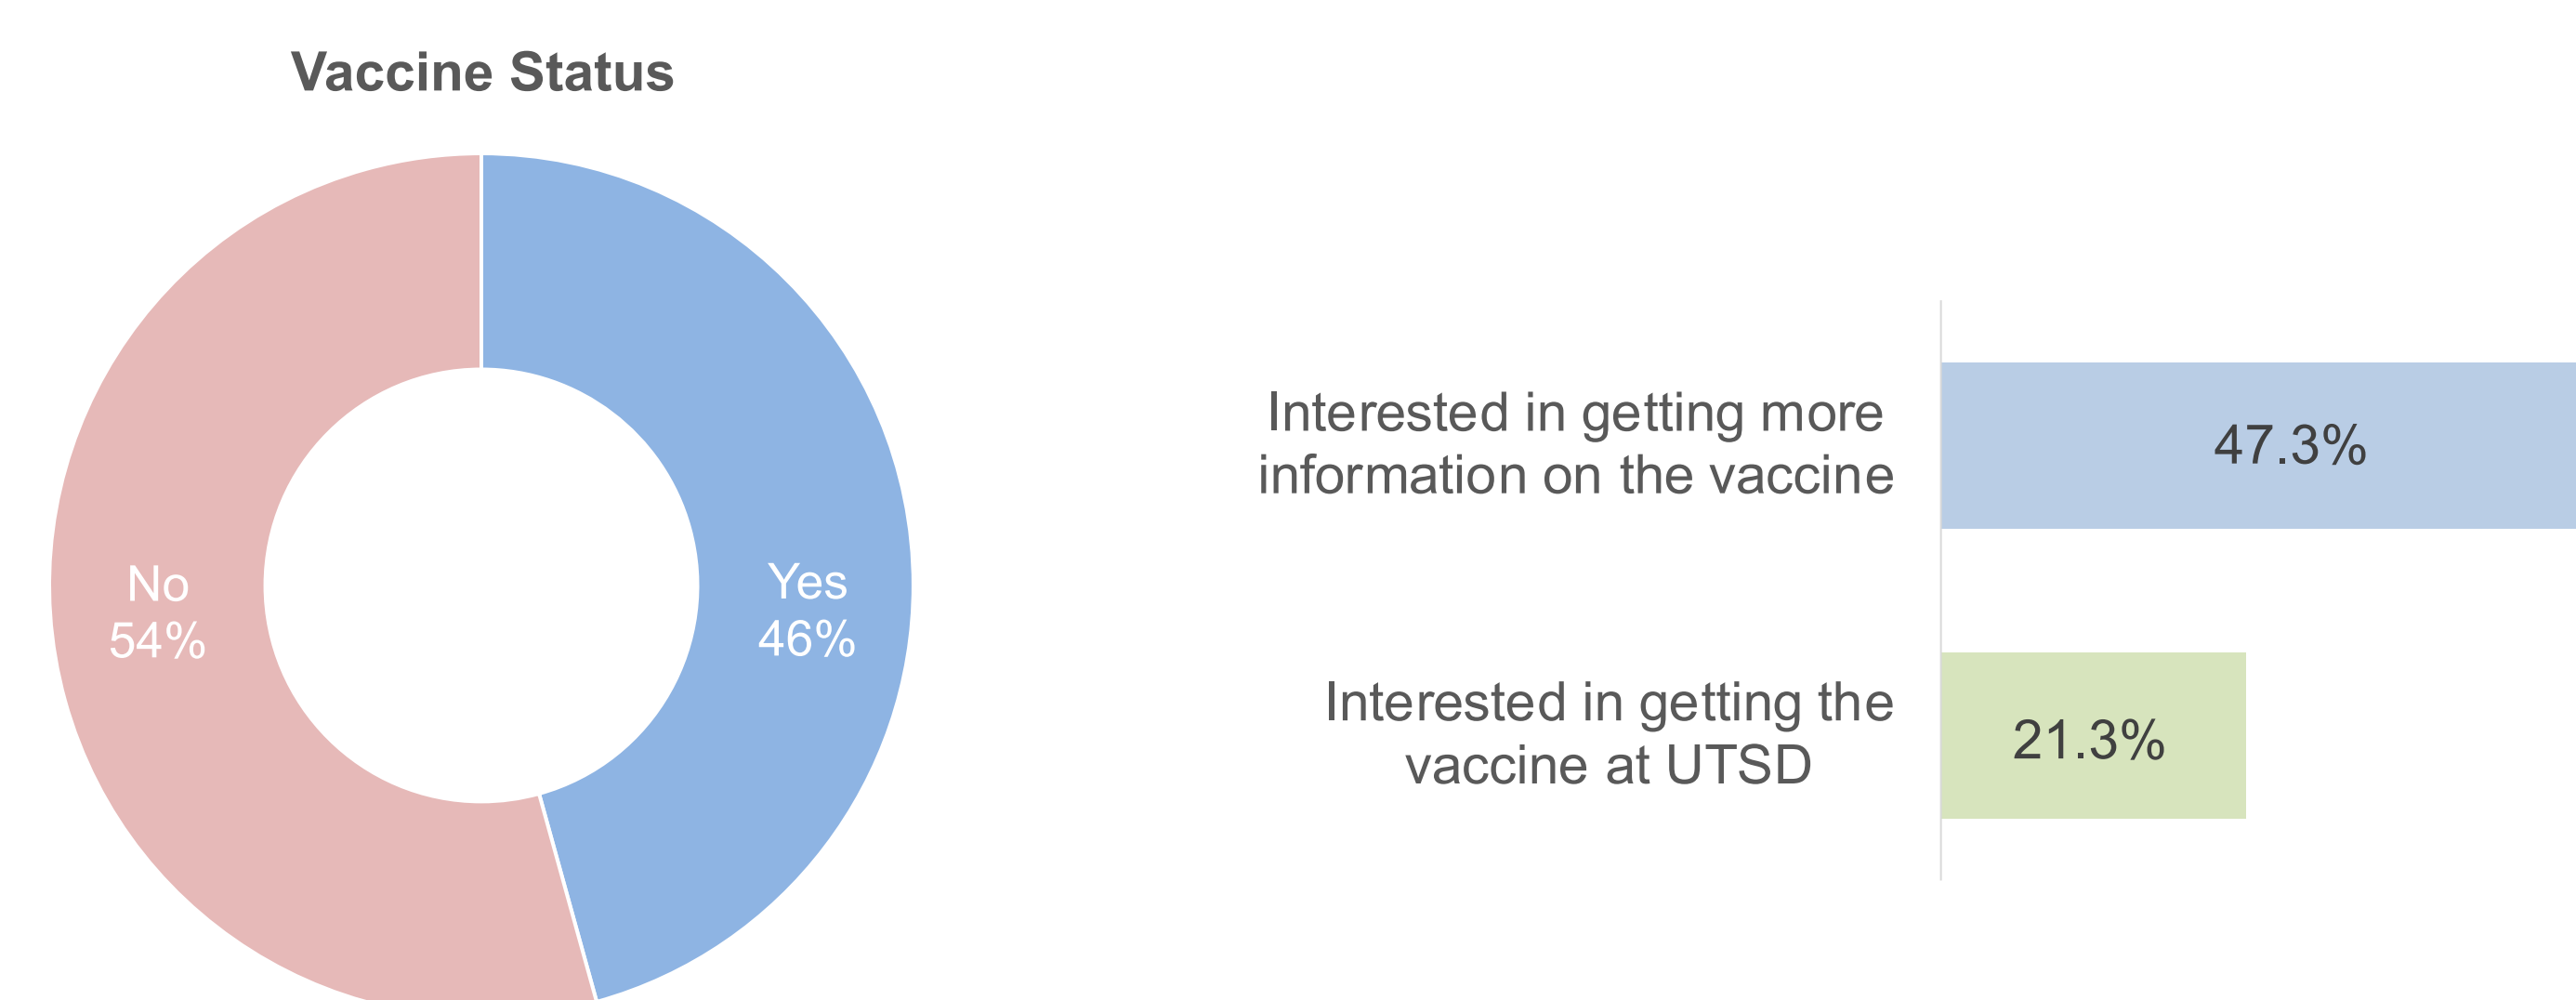 Vaccine Status
No
54%
Yes
46%
Interested in getting more
information on the vaccine
47.3%
Interested in getting the
vaccine at UTSD
21.3%